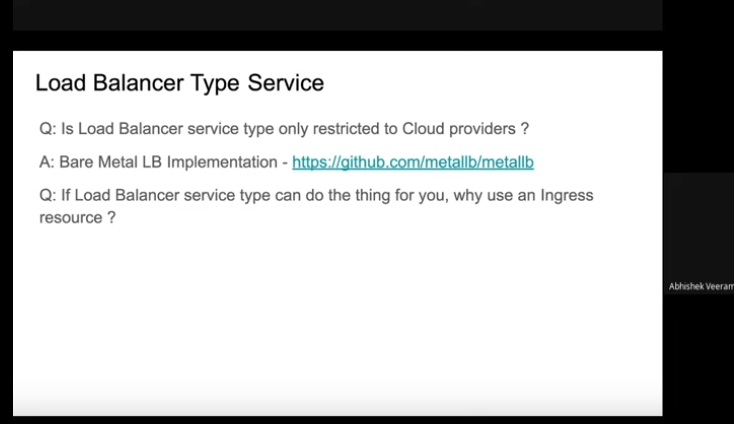 Load Balancer Type Service
Q: Is Load Balancer service type only restricted to Cloud providers ?
A: Bare Metal LB Implementation - https://github.com/metallb/metallb
Q: If Load Balancer service type can do the thing for you, why use an Ingress
resource ?
Abhishek Veeram